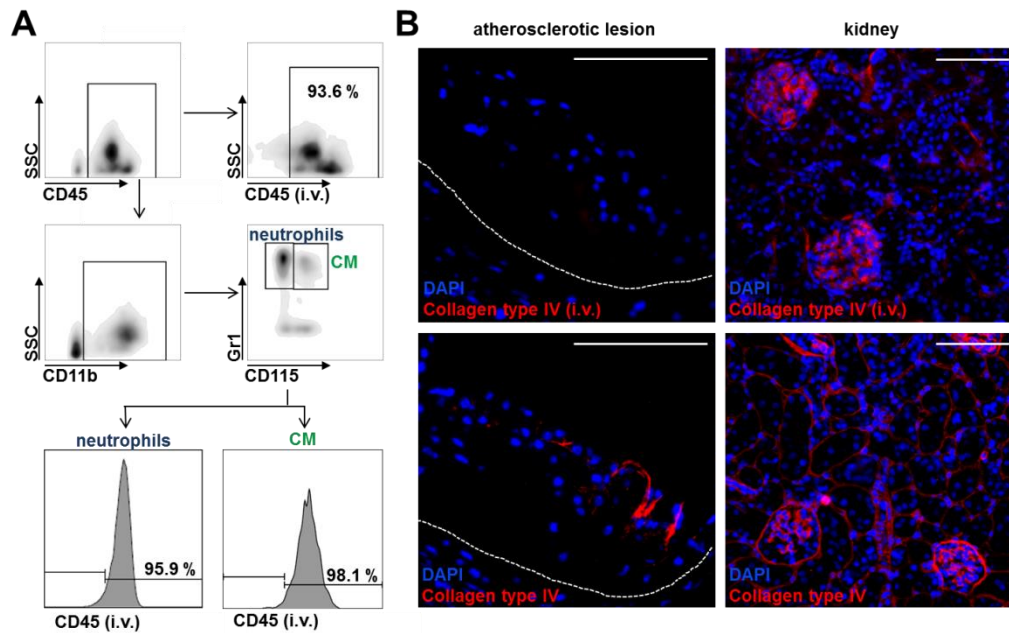 A
SSC
CD45
93.6 %
SSC
CD45 (i.v.)
SSC
CD11b
neutrophils
CM
Gr1
CD115
neutrophils
CM
95.9 %
CD45 (i.v.)
98.1 %
CD45 (i.v.)
B
atherosclerotic lesion
kidney
DAPI
Collagen type IV (i.v.)
DAPI
Collagen type IV (i.v.)
DAPI
Collagen type IV
DAPI
Collagen type IV